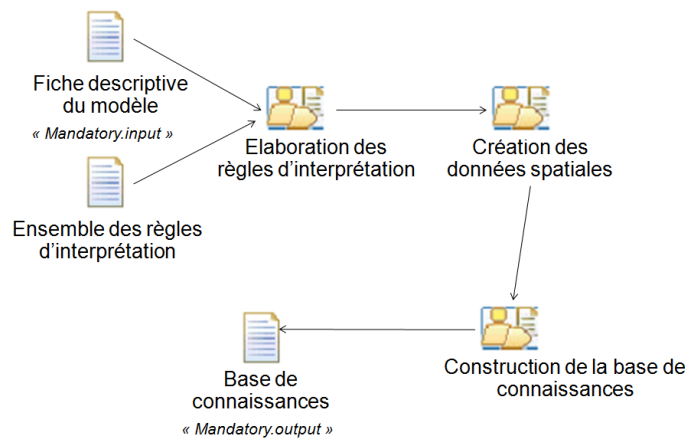 Fiche descriptive
du modèle
« Mandatory.input »
Ensemble des règles
d’interprétation
Elaboration des
règles d’interprétation
Création des
données spatiales
Construction de la base de
connaissances
Base de
connaissances
« Mandatory.output »